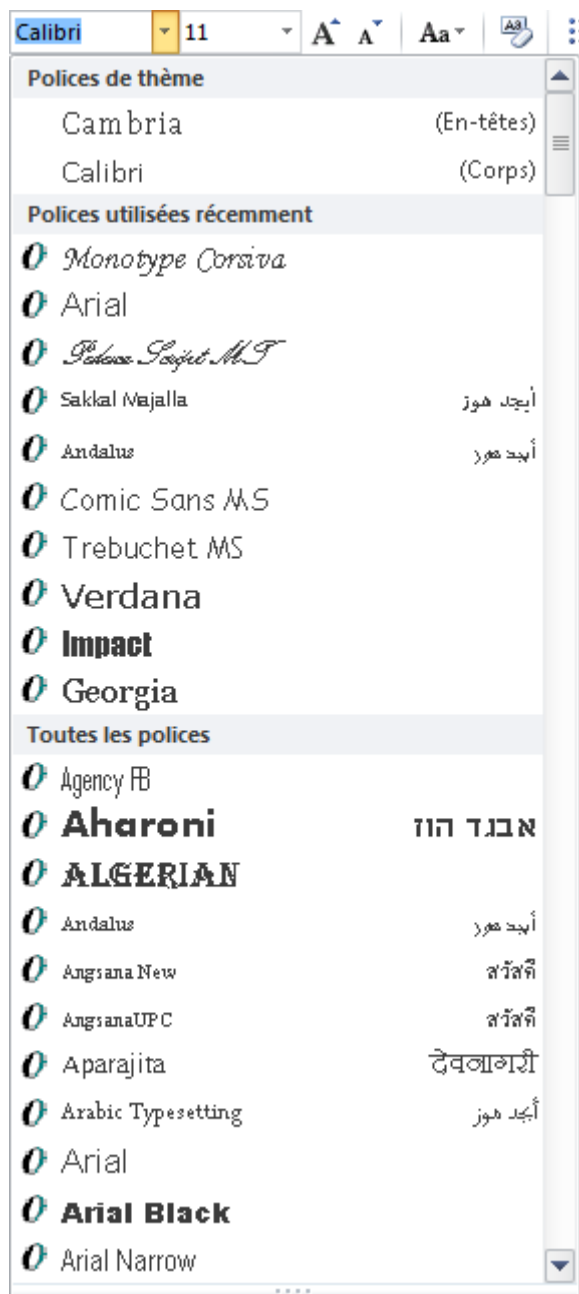 Calibri 11 A A Aa
Polices de thème
Cambria (En-têtes)
Calibri (Corps)
Polices utilisées récemment
Monotype Corsiva
Arial
Palace Script MT
Sakkal Majalla أبجد هوز
Andalus أبجد هوز
Comic Sans MS
Trebuchet MS
Verdana
Impact
Georgia
Toutes les polices
Agency FB
Aharoni אבגד הוז
ALGERIAN
Andalus أبجد هوز
Angsana New สวัสดี
AngsanaUPC สวัสดี
Aparajita देवनागरी
Arabic Typesetting أبجد هوز
Arial
Arial Black
Arial Narrow